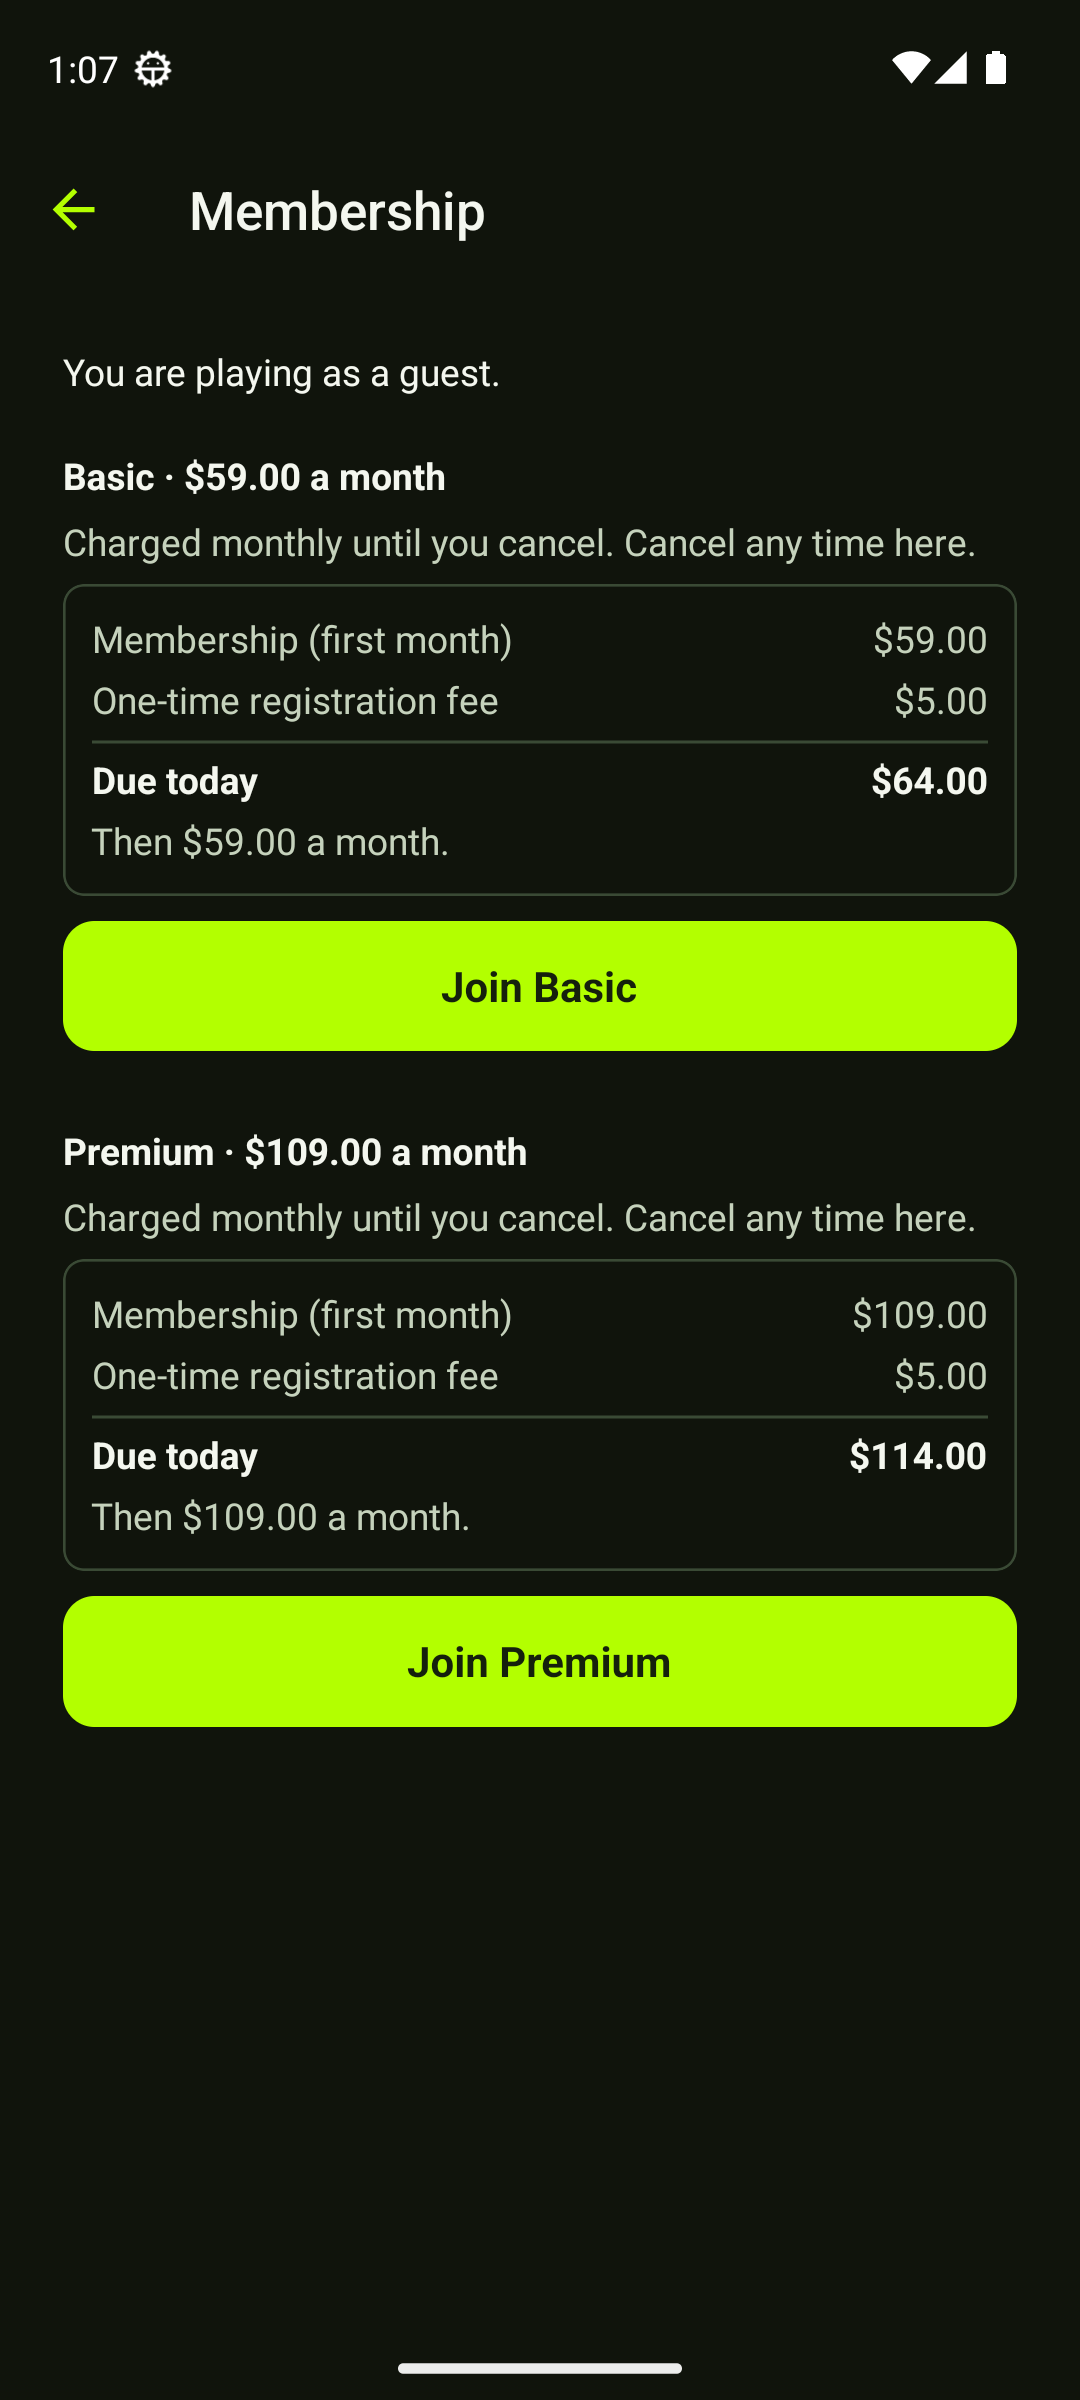 1:07
Membership
You are playing as a guest.
Basic · $59.00 a month
Charged monthly until you cancel. Cancel any time here.
Membership (first month) $59.00
One-time registration fee $5.00
Due today $64.00
Then $59.00 a month.
Join Basic
Premium · $109.00 a month
Charged monthly until you cancel. Cancel any time here.
Membership (first month) $109.00
One-time registration fee $5.00
Due today $114.00
Then $109.00 a month.
Join Premium